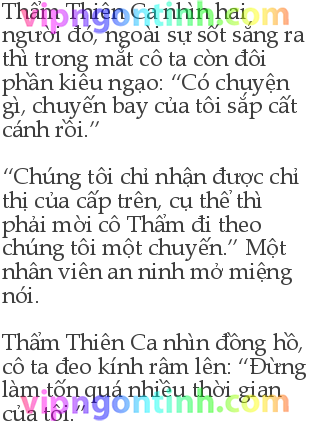 Thẩm Thiên Ca nhìn hai
vipngontinh.com
người đó, ngoài sự sốt sắng ra
thì trong mắt cô ta còn đôi
phần kiêu ngạo: “Có chuyện
gì, chuyến bay của tôi sắp cất
cánh rồi.”
“Chúng tôi chỉ nhận được chỉ
thị của cấp trên, cụ thể thì
phải mời cô Thẩm đi theo
chúng tôi một chuyến.” Một
nhân viên an ninh mở miệng
nói.
Thẩm Thiên Ca nhìn đồng hồ,
cô ta đeo kính râm lên: “Đừng
làm tốn quá nhiều thời gian
vipngontinh.com
của tôi.”